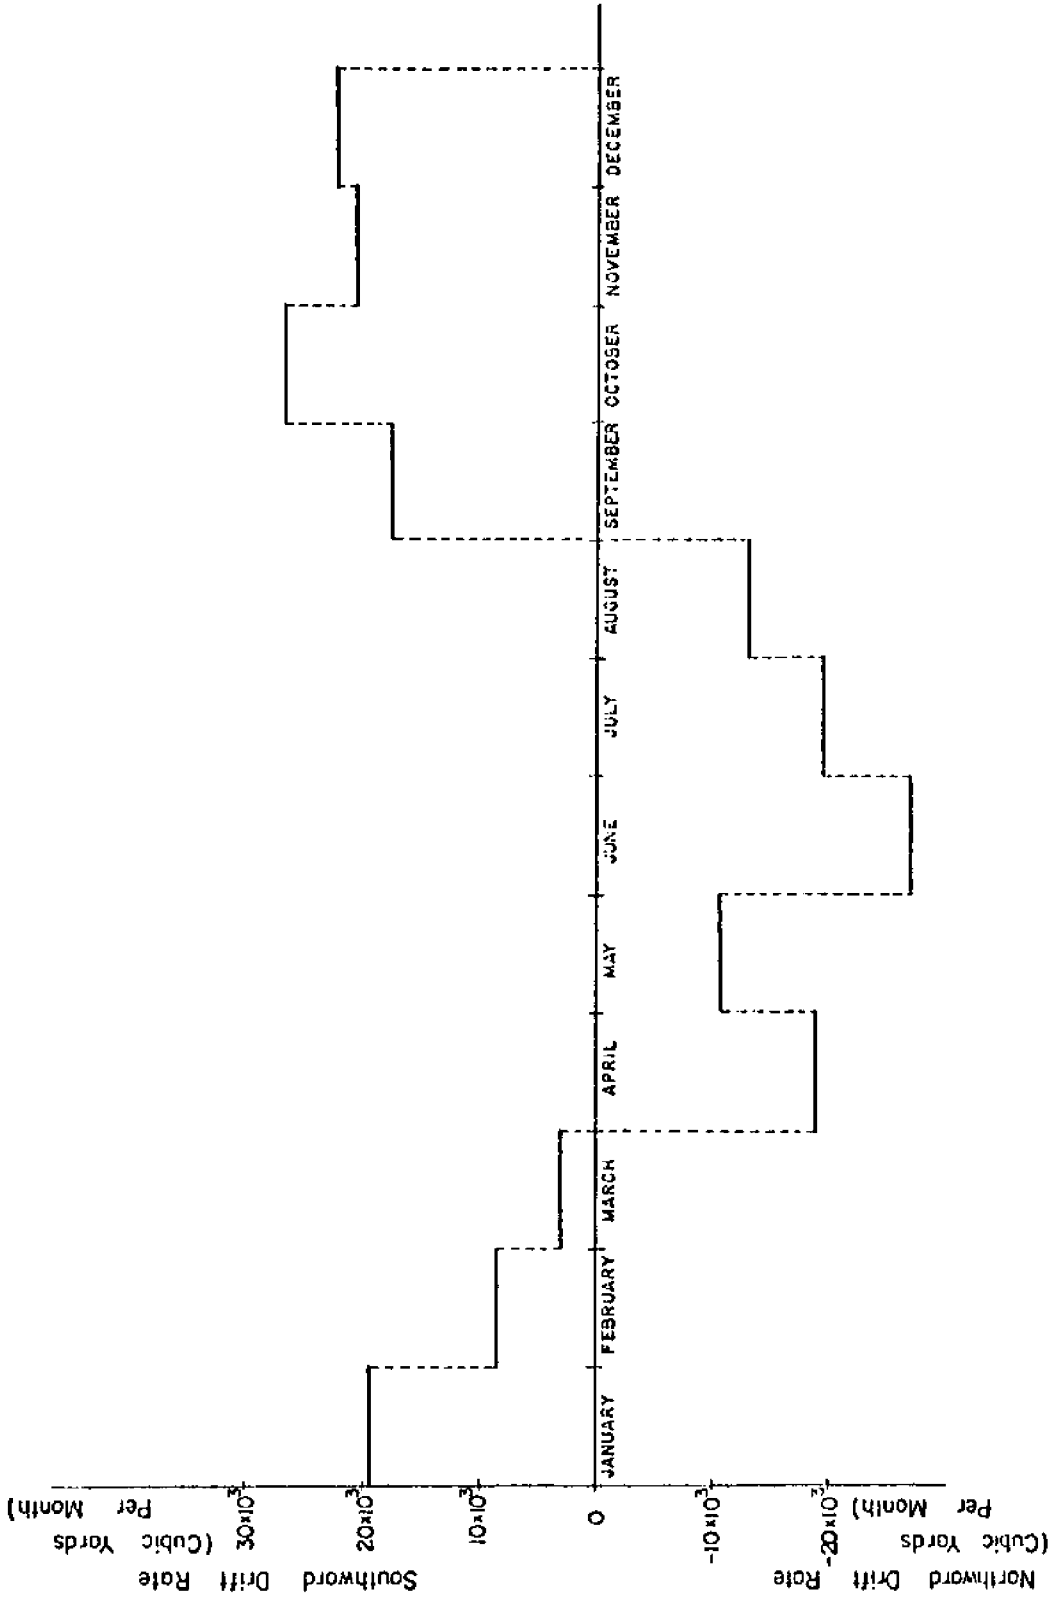 Southward Drift Rate
(Cubic Yards
Per Month)
30×10³
20×10³
10×10³
0
-10×10³
-20×10³
Northward Drift Rate
(Cubic Yards
Per Month)
JANUARY FEBRUARY MARCH APRIL MAY JUNE JULY AUGUST SEPTEMBER OCTOBER NOVEMBER DECEMBER